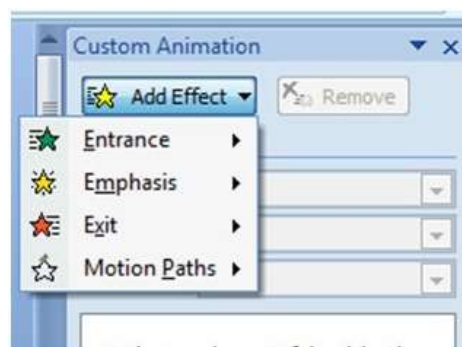 Custom Animation
Add Effect
Remove
Entrance
Emphasis
Exit
Motion Paths